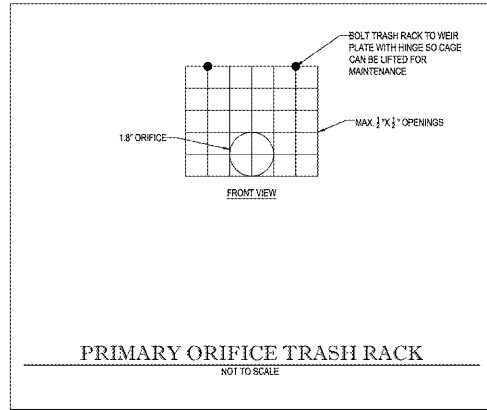 BOLT TRASH RACK TO WEIR
PLATE WITH HINGE SO CAGE
CAN BE LIFTED FOR
MAINTENANCE
MAX. ½"X ½" OPENINGS
1.8" ORIFICE
FRONT VIEW
PRIMARY ORIFICE TRASH RACK
NOT TO SCALE